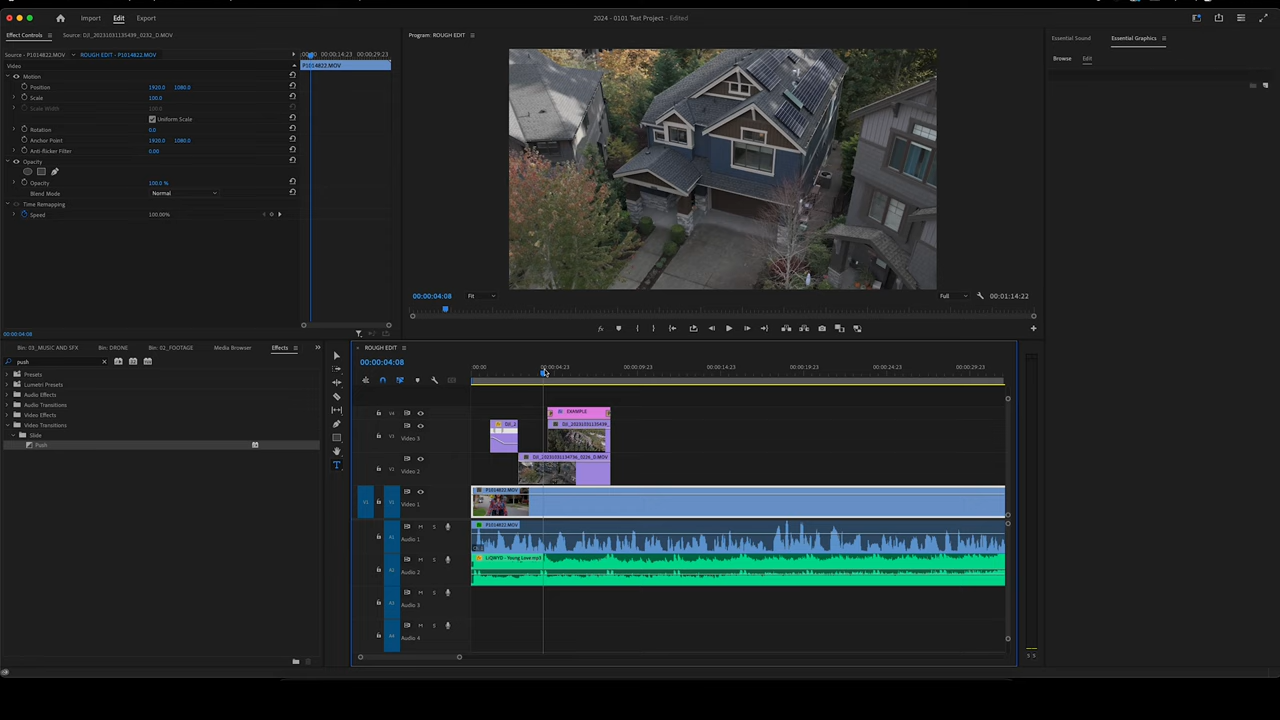 Import Edit Export 2024 - 0101 Test Project - Edited
Effect Controls Source: DJI_20231031135439_0232_D.MOV
Source - P1014822.MOV ROUGH EDIT - P1014822.MOV
00:00 00:00:14:23 00:00:29:23
Video P1014822.MOV
Motion
Position 1920.0 1080.0
Scale 100.0
Scale Width 100.0
Uniform Scale
Rotation 0.0
Anchor Point 1920.0 1080.0
Anti-flicker Filter 0.00
Opacity
Opacity 100.0 %
Blend Mode Normal
Time Remapping
Speed 100.00%
00:00:04:08
Program: ROUGH EDIT
00:00:04:08 Fit Full 00:01:14:22
Essential Sound Essential Graphics
Browse Edit
Bin: 03_MUSIC AND SFX Bin: DRONE Bin: 02_FOOTAGE Media Browser Effects
push
Presets
Lumetri Presets
Audio Effects
Audio Transitions
Video Effects
Video Transitions
Slide
Push
ROUGH EDIT
00:00:04:08
:00:00 00:00:04:23 00:00:09:23 00:00:14:23 00:00:19:23 00:00:24:23 00:00:29:23
V4 EXAMPLE
V3 Video 3 DJI_2 DJI_20231031135439
V2 Video 2 DJI_20231031134736_0226_D.MOV
V1 V1 Video 1 P1014822.MOV
A1 M S Audio 1 P1014822.MOV
A2 M S Audio 2 LiQWYD - Young Love.mp3
A3 M S Audio 3
A4 M S Audio 4
S S